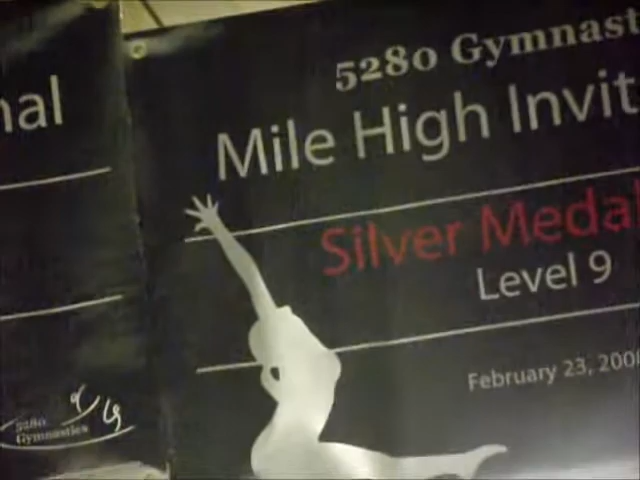 nal
5280 Gymnast
Mile High Invit
Silver Medal
Level 9
February 23, 200
5280
Gymnastics